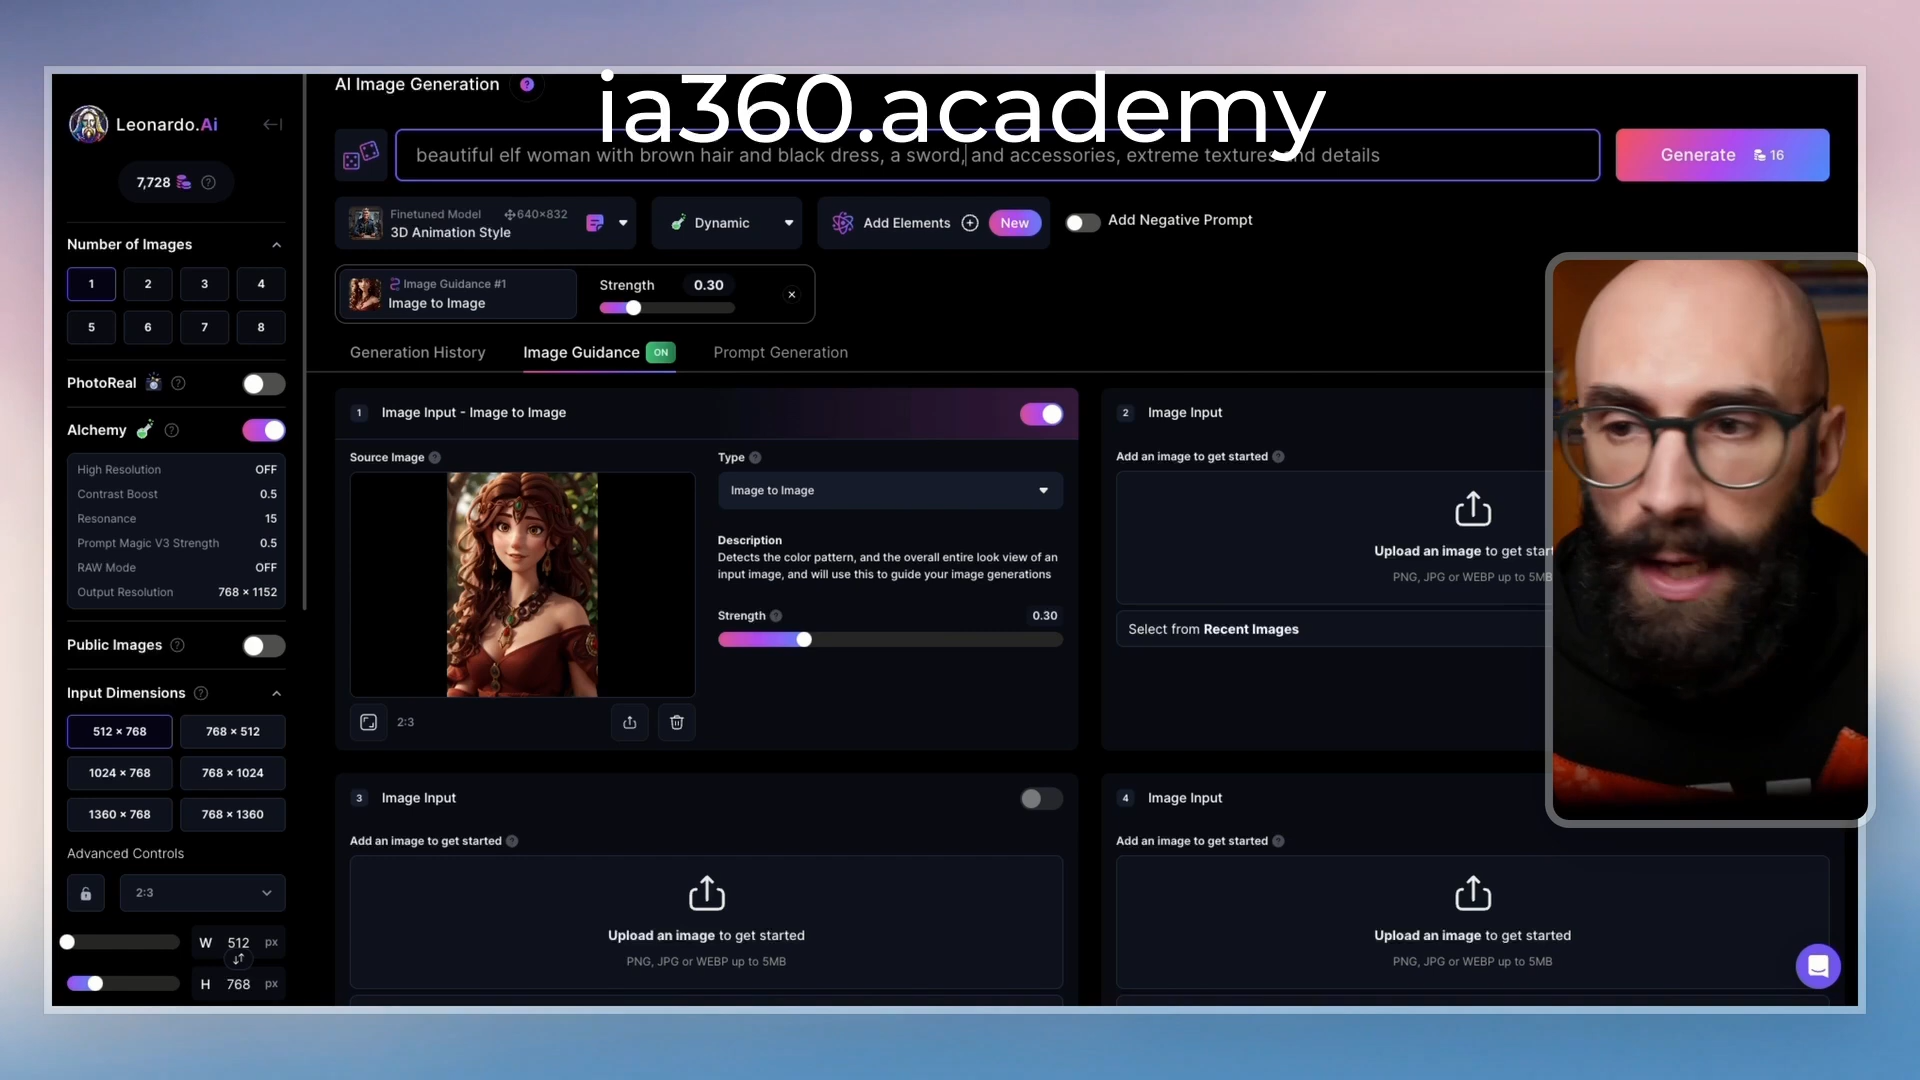 AI Image Generation ?
ia360.academy
Leonardo.Ai
beautiful elf woman with brown hair and black dress, a sword, and accessories, extreme textures and details
Generate 16
7,728 ?
Finetuned Model 640×832
3D Animation Style
Dynamic
Add Elements New
Add Negative Prompt
Number of Images
1 2 3 4
5 6 7 8
Image Guidance #1
Image to Image
Strength 0.30
Generation History
Image Guidance ON
Prompt Generation
PhotoReal ?
Alchemy ?
High Resolution OFF
Contrast Boost 0.5
Resonance 15
Prompt Magic V3 Strength 0.5
RAW Mode OFF
Output Resolution 768 × 1152
Public Images ?
Input Dimensions ?
512 × 768 768 × 512
1024 × 768 768 × 1024
1360 × 768 768 × 1360
Advanced Controls
2:3
W 512 px
H 768 px
1 Image Input - Image to Image
Source Image ?
2:3
Type ?
Image to Image
Description
Detects the color pattern, and the overall entire look view of an
input image, and will use this to guide your image generations
Strength ? 0.30
2 Image Input
Add an image to get started ?
Upload an image to get start
PNG, JPG or WEBP up to 5MB
Select from Recent Images
3 Image Input
Add an image to get started ?
Upload an image to get started
PNG, JPG or WEBP up to 5MB
4 Image Input
Add an image to get started ?
Upload an image to get started
PNG, JPG or WEBP up to 5MB